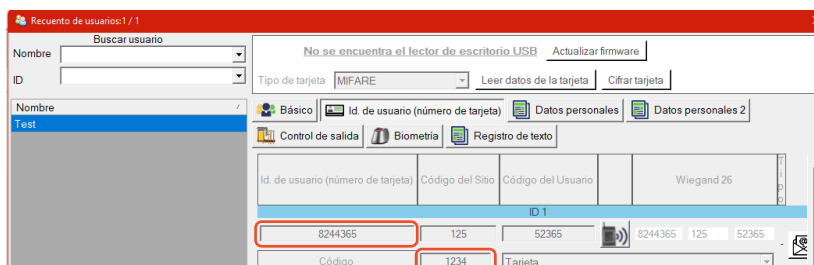 Recuento de usuarios:1 / 1
Buscar usuario
Nombre
ID
No se encuentra el lector de escritorio USB Actualizar firmware
Tipo de tarjeta MIFARE Leer datos de la tarjeta Cifrar tarjeta
Nombre
Test
Básico Id. de usuario (número de tarjeta) Datos personales Datos personales 2
Control de salida Biometría Registro de texto
Id. de usuario (número de tarjeta) Código del Sitio Código del Usuario Wiegand 26 Tipo
ID 1
8244365 125 52365 8244365 125 52365 -
Código 1234 Tarjeta